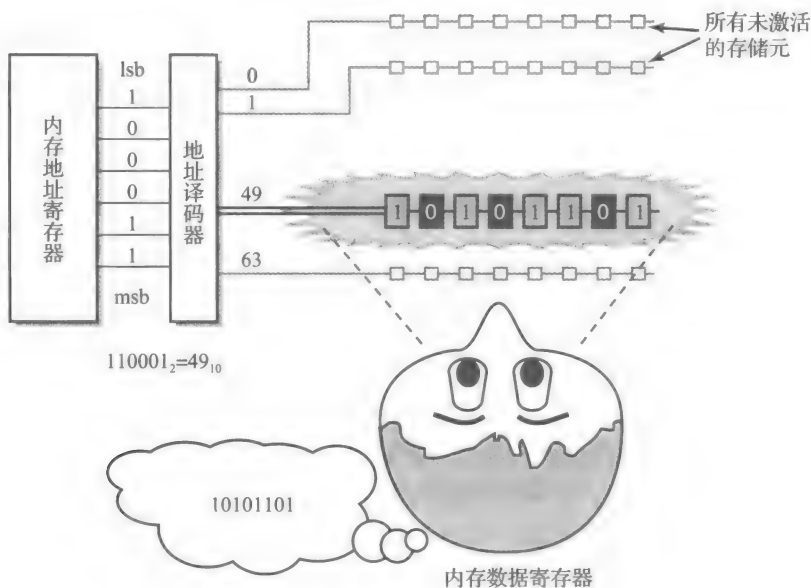 所有未激活
的存储元
lsb
0
1
1
0
0
0
1
1
内存地址寄存器
地址译码器
49
1 0 1 0 1 1 0 1
63
msb
110001₂=49₁₀
10101101
内存数据寄存器